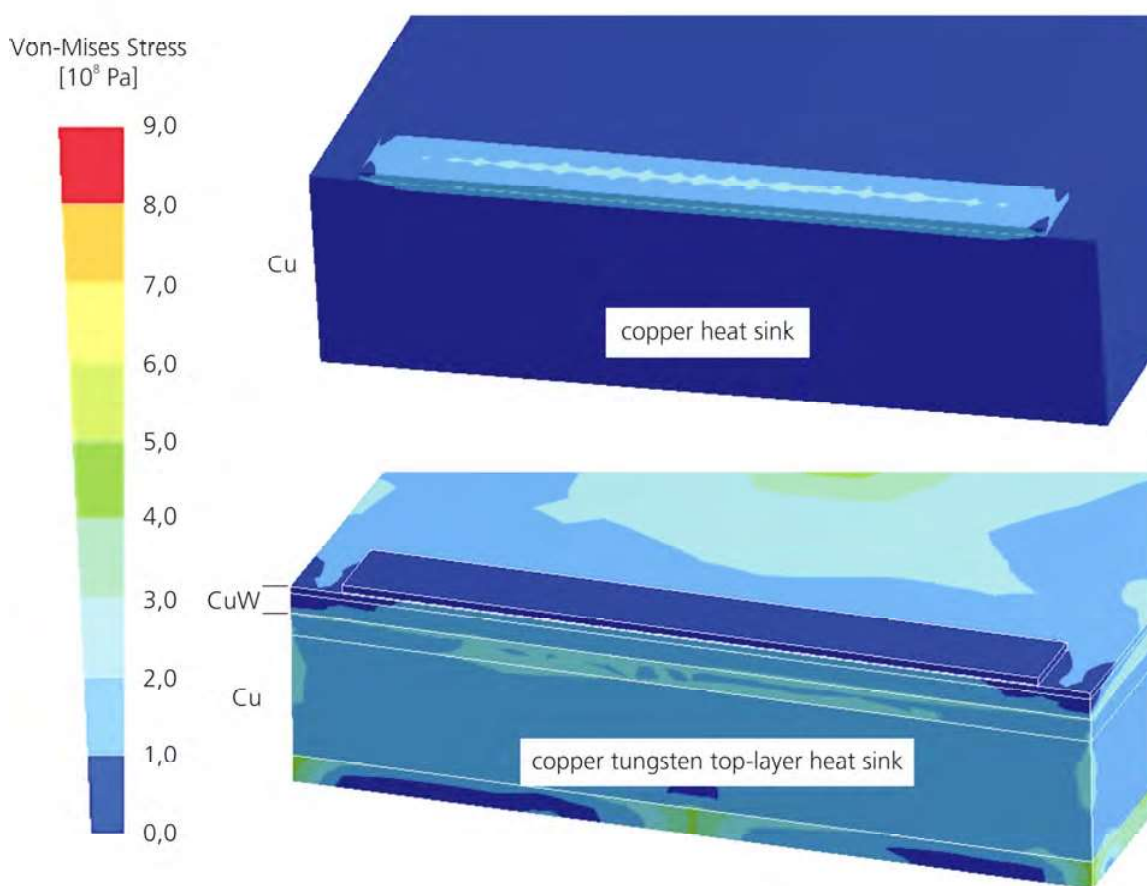 Von-Mises Stress
[10⁸ Pa]
9,0
8,0
7,0
6,0
5,0
4,0
3,0
2,0
1,0
0,0
Cu
copper heat sink
CuW
Cu
copper tungsten top-layer heat sink